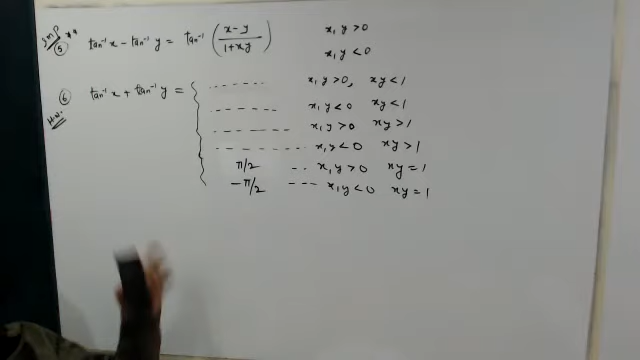 Imp **
(5) tan⁻¹ x − tan⁻¹ y = tan⁻¹ ( (x−y) / (1+xy) ) x, y > 0
x, y < 0
(6) tan⁻¹ x + tan⁻¹ y = { ------- x, y > 0, xy < 1
H.W.
------- x, y < 0 xy < 1
------- x, y > 0 xy > 1
------- x, y < 0 xy > 1
π/2 -- x, y > 0 xy = 1
−π/2 --- x, y < 0 xy = 1